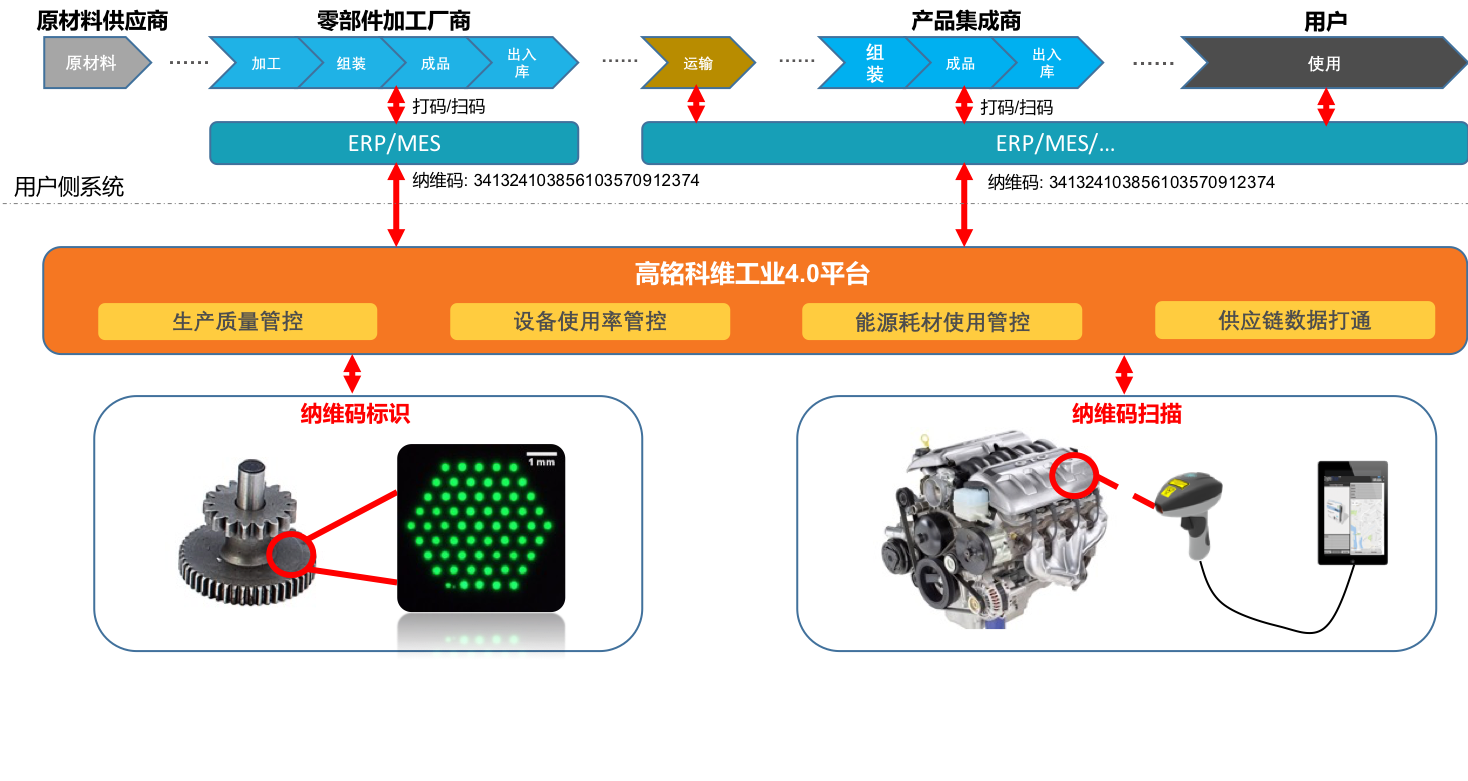 原材料供应商
零部件加工厂商
产品集成商
用户
原材料
······
加工
组装
成品
出入
库
······
运输
······
组
装
成品
出入
库
······
使用
打码/扫码
打码/扫码
ERP/MES
ERP/MES/...
纳维码: 341324103856103570912374
纳维码: 341324103856103570912374
用户侧系统
高铭科维工业4.0平台
生产质量管控
设备使用率管控
能源耗材使用管控
供应链数据打通
纳维码标识
纳维码扫描
1 mm